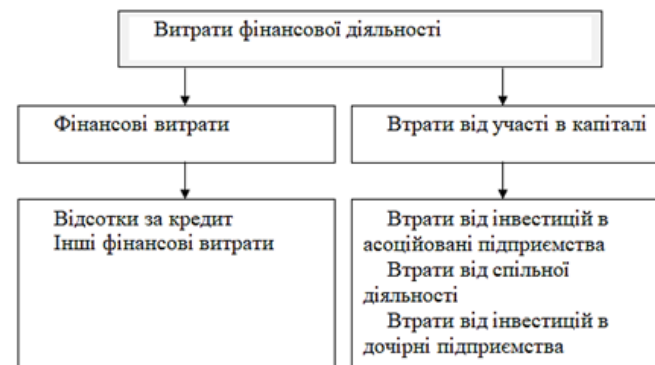 Витрати фінансової діяльності
Фінансові витрати
Втрати від участі в капіталі
Відсотки за кредит
Інші фінансові витрати
Втрати від інвестицій в
асоційовані підприємства
Втрати від спільної
діяльності
Втрати від інвестицій в
дочірні підприємства